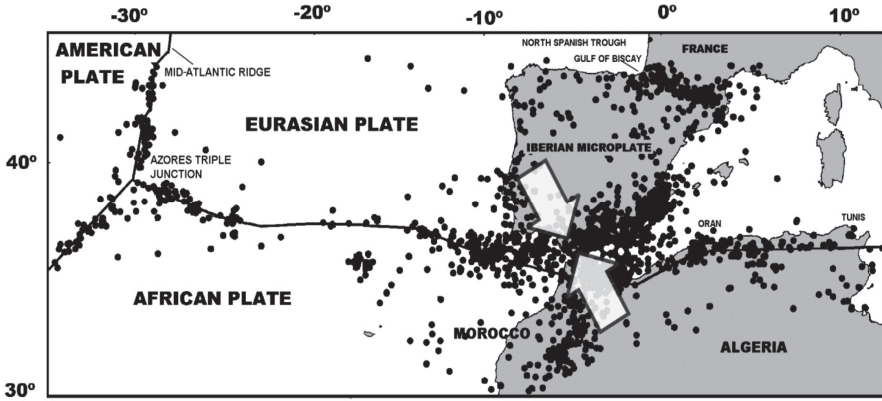 -30º -20º -10º 0º 10º
NORTH SPANISH TROUGH
FRANCE
AMERICAN
PLATE
GULF OF BISCAY
MID-ATLANTIC RIDGE
EURASIAN PLATE
IBERIAN MICROPLATE
40º
AZORES TRIPLE
JUNCTION
ORAN
TUNIS
AFRICAN PLATE
MOROCCO
ALGERIA
30º